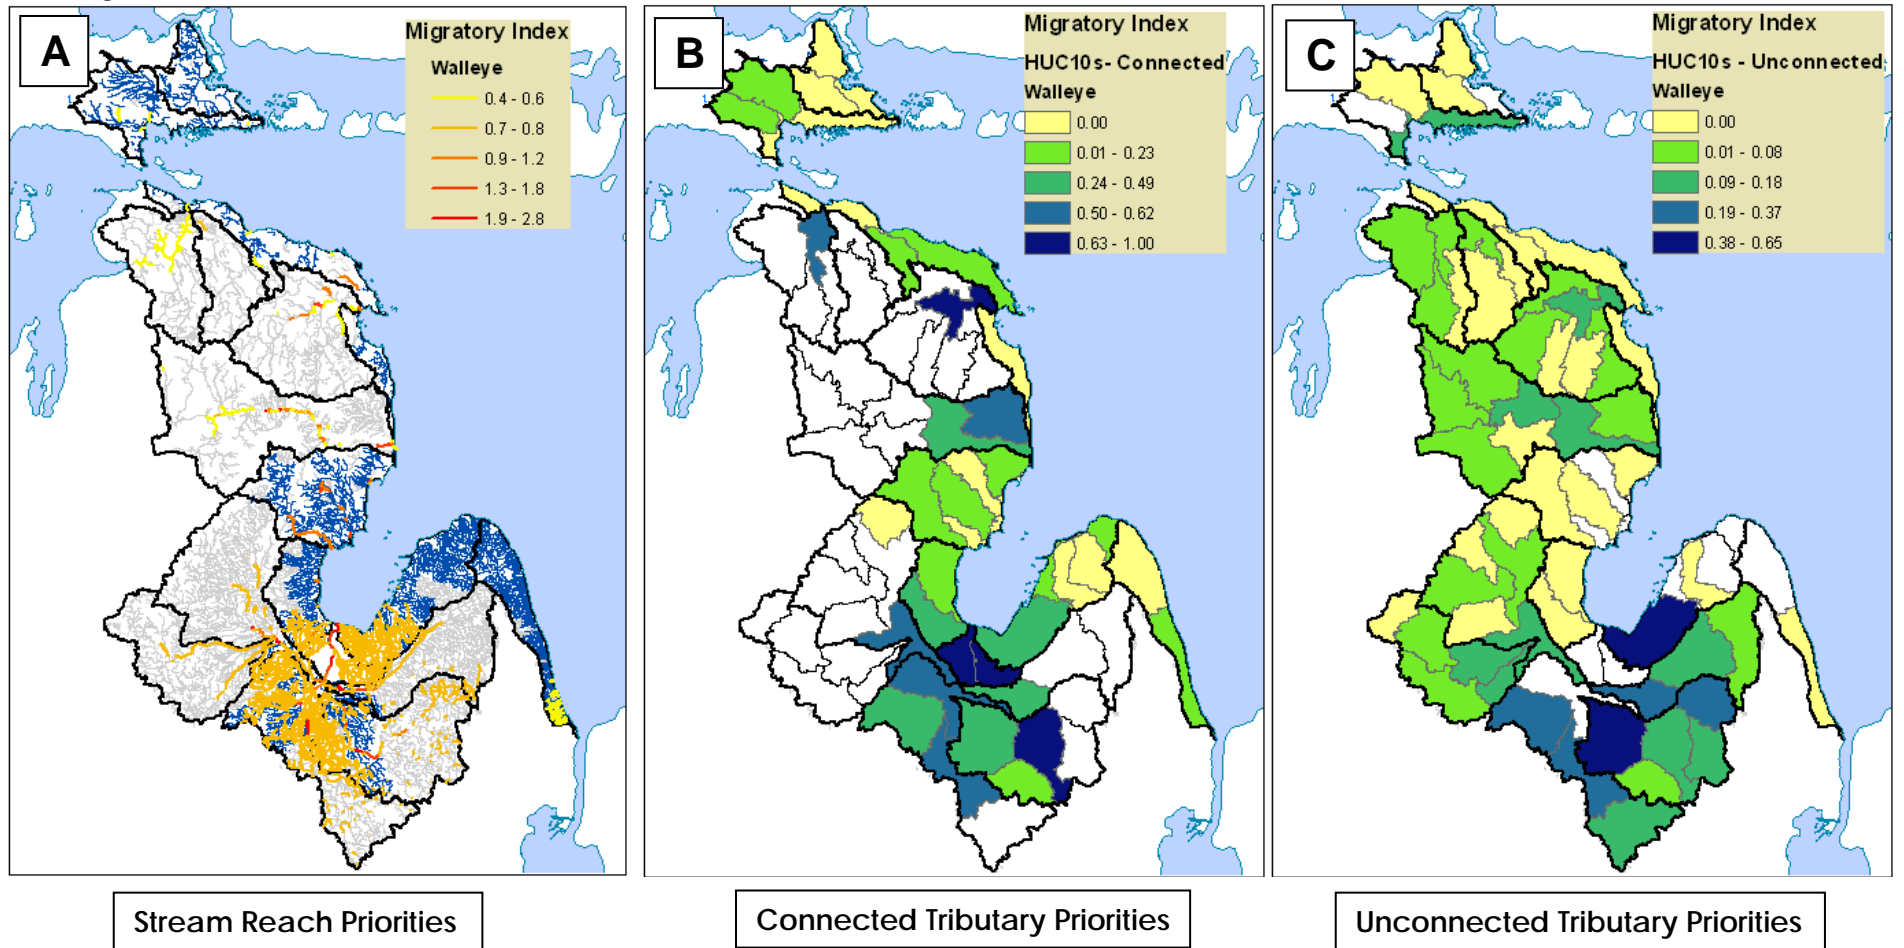 A
Migratory Index
Walleye
0.4 - 0.6
0.7 - 0.8
0.9 - 1.2
1.3 - 1.8
1.9 - 2.8
B
Migratory Index
HUC10s- Connected
Walleye
0.00
0.01 - 0.23
0.24 - 0.49
0.50 - 0.62
0.63 - 1.00
C
Migratory Index
HUC10s - Unconnected
Walleye
0.00
0.01 - 0.08
0.09 - 0.18
0.19 - 0.37
0.38 - 0.65
Stream Reach Priorities
Connected Tributary Priorities
Unconnected Tributary Priorities